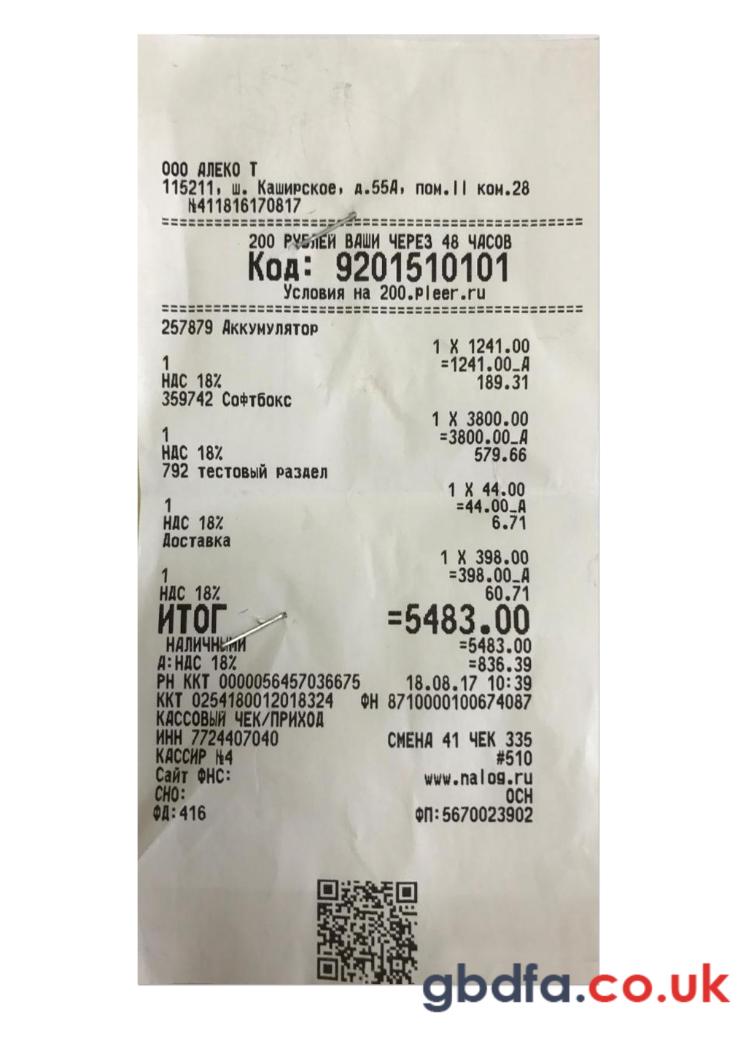 ООО АЛЕКО Т
115211, ш. Каширское, д.55А, пом.II ком.28
№411816170817
200 РУБЛЕЙ ВАШИ ЧЕРЕЗ 48 ЧАСОВ
Код: 9201510101
Условия на 200.pleer.ru
257879 Аккумулятор
1 X 1241.00
1 =1241.00_А
НДС 18% 189.31
359742 Софтбокс
1 X 3800.00
1 =3800.00_А
НДС 18% 579.66
792 тестовый раздел
1 X 44.00
1 =44.00_А
НДС 18% 6.71
Доставка
1 X 398.00
1 =398.00_А
НДС 18% 60.71
ИТОГ =5483.00
НАЛИЧНЫМИ =5483.00
А:НДС 18% =836.39
РН ККТ 0000056457036675 18.08.17 10:39
ККТ 0254180012018324 ФН 8710000100674087
КАССОВЫЙ ЧЕК/ПРИХОД
ИНН 7724407040 СМЕНА 41 ЧЕК 335
КАССИР №4 #510
Сайт ФНС: www.nalog.ru
СНО: ОСН
ФД:416 ФП:5670023902
gbdfa.co.uk